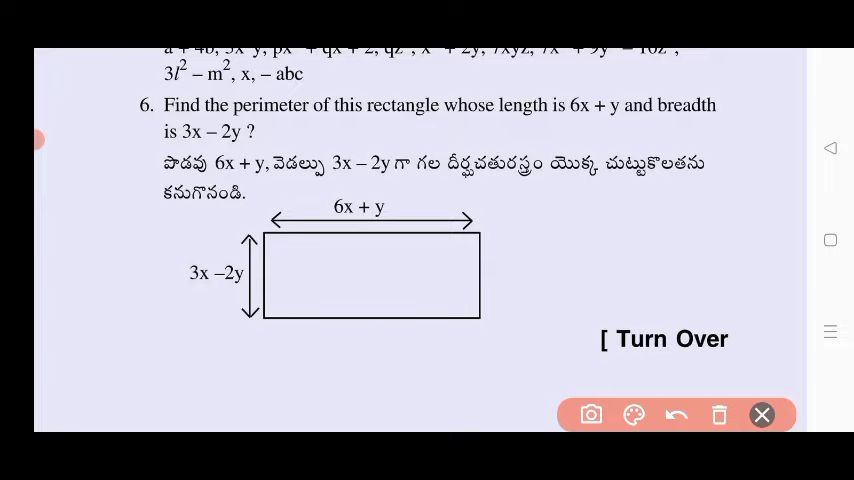 3l² – m², x, – abc
6. Find the perimeter of this rectangle whose length is 6x + y and breadth
is 3x – 2y ?
పొడవు 6x + y, వెడల్పు 3x – 2y గా గల దీర్ఘచతురస్త్రం యొక్క చుట్టుకొలతను
కనుగొనండి.
6x + y
3x –2y
[ Turn Over